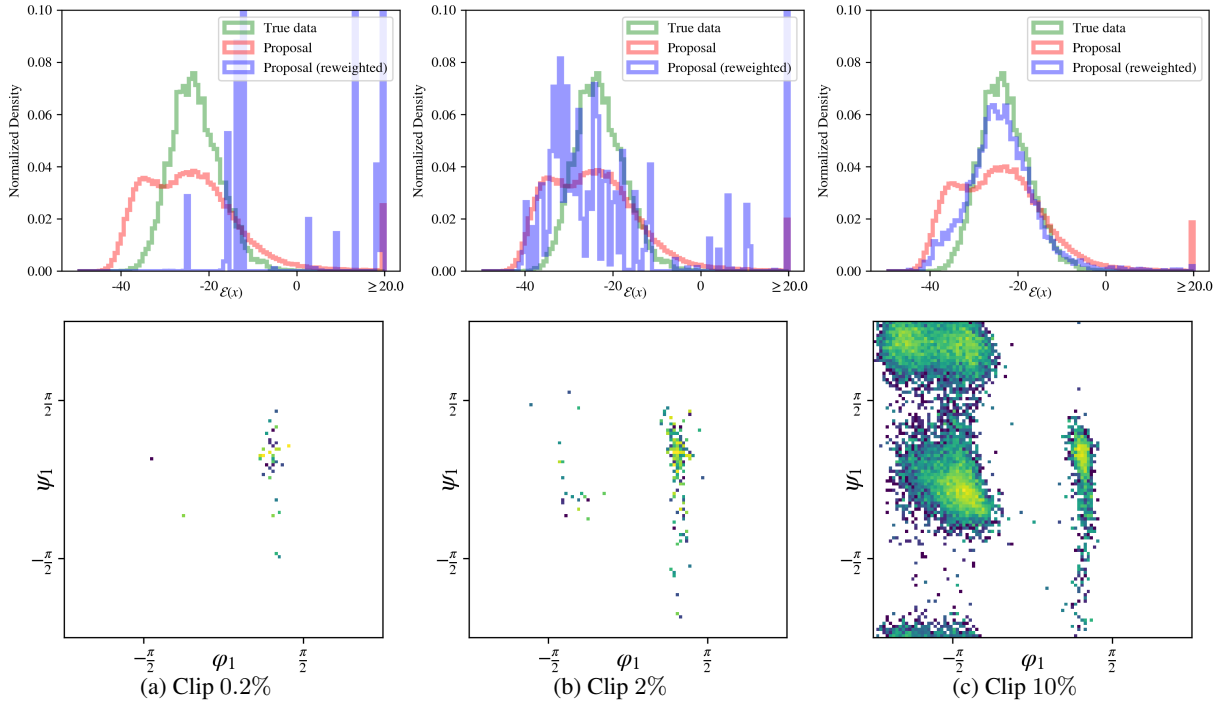 0.10
0.08
0.06
0.04
0.02
0.00
Normalized Density
True data
Proposal
Proposal (reweighted)
-40
-20
0
≥20.0
ℰ(x)
0.10
0.08
0.06
0.04
0.02
0.00
Normalized Density
True data
Proposal
Proposal (reweighted)
-40
-20
0
≥20.0
ℰ(x)
0.10
0.08
0.06
0.04
0.02
0.00
Normalized Density
True data
Proposal
Proposal (reweighted)
-40
-20
0
≥20.0
ℰ(x)
π/2
ψ1
−π/2
−π/2
φ1
π/2
(a) Clip 0.2%
π/2
ψ1
−π/2
−π/2
φ1
π/2
(b) Clip 2%
π/2
ψ1
−π/2
−π/2
φ1
π/2
(c) Clip 10%